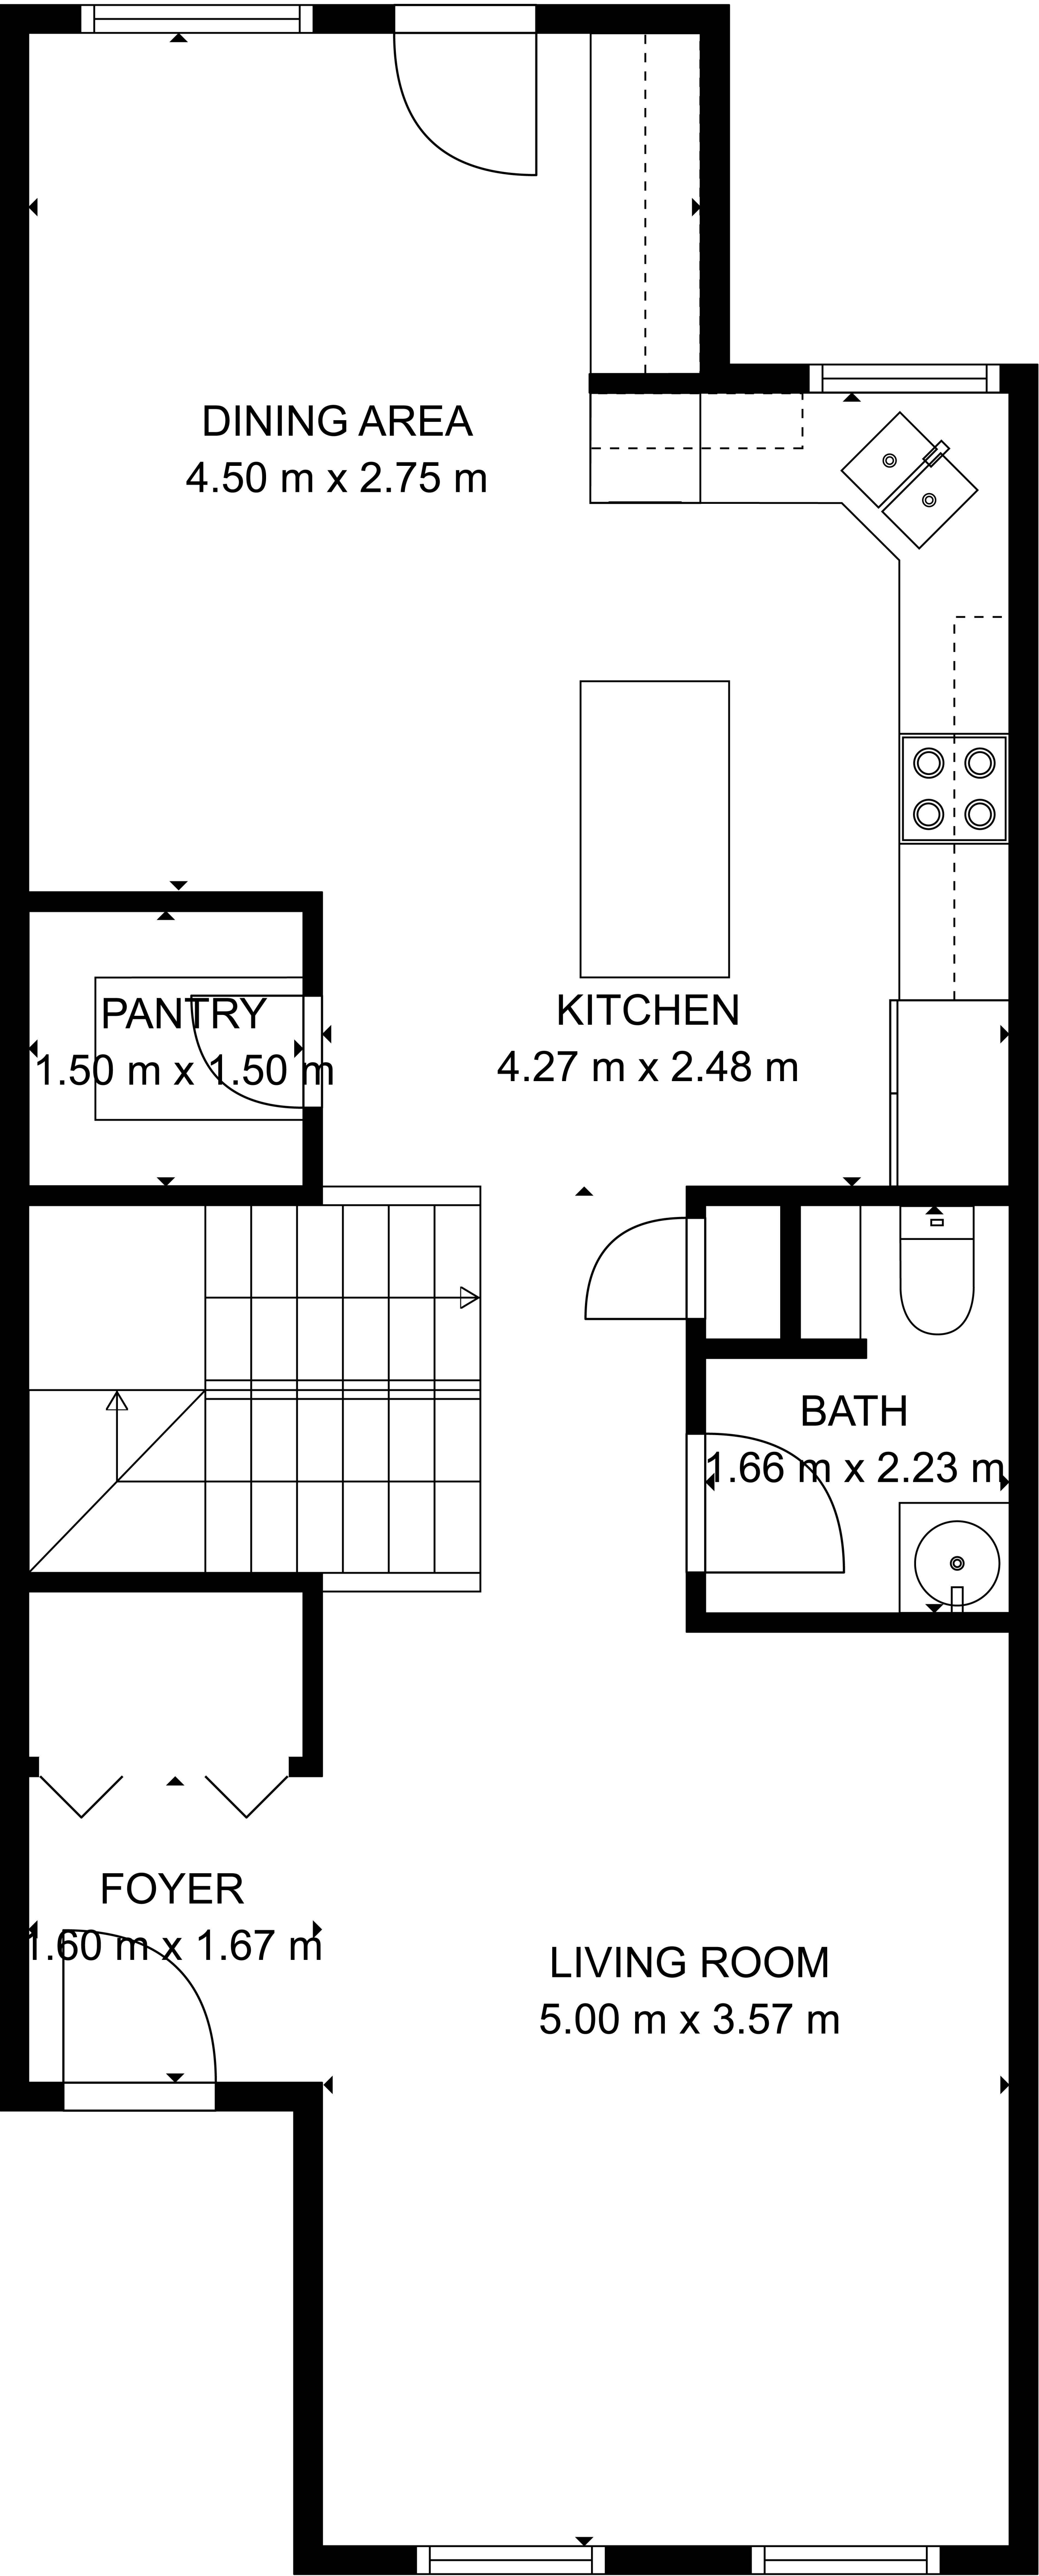 DINING AREA
4.50 m x 2.75 m
PANTRY
1.50 m x 1.50 m
KITCHEN
4.27 m x 2.48 m
BATH
1.66 m x 2.23 m
FOYER
1.60 m x 1.67 m
LIVING ROOM
5.00 m x 3.57 m